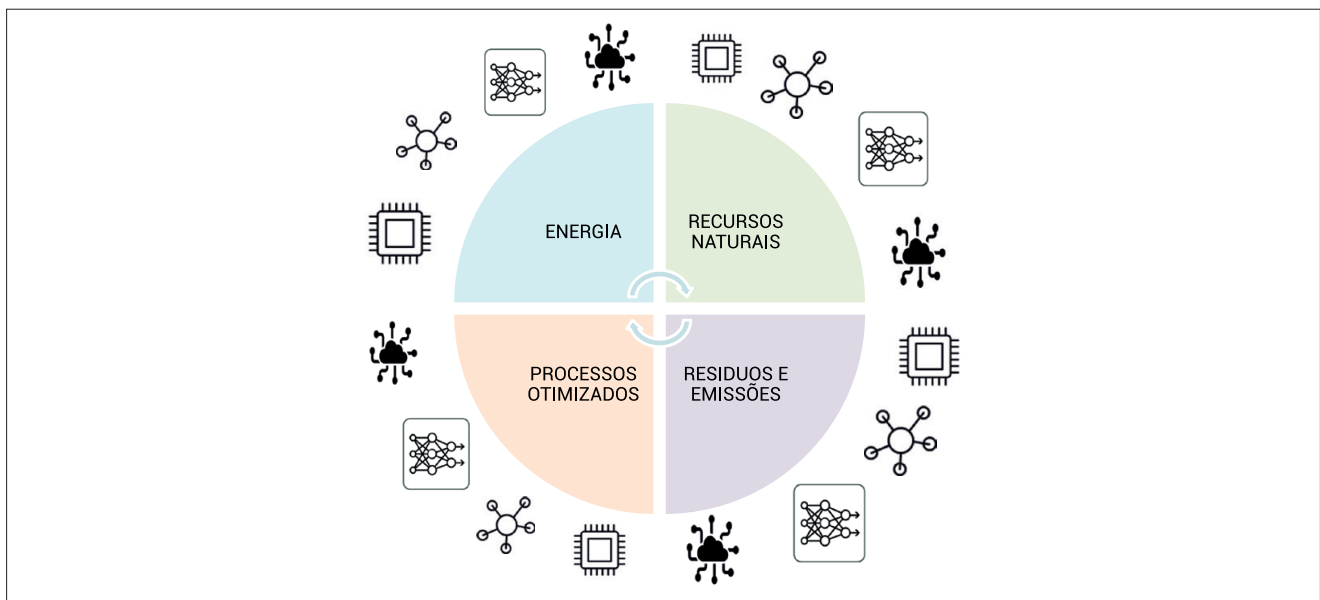 ENERGIA
RECURSOS
NATURAIS
PROCESSOS
OTIMIZADOS
RESIDUOS E
EMISSÕES